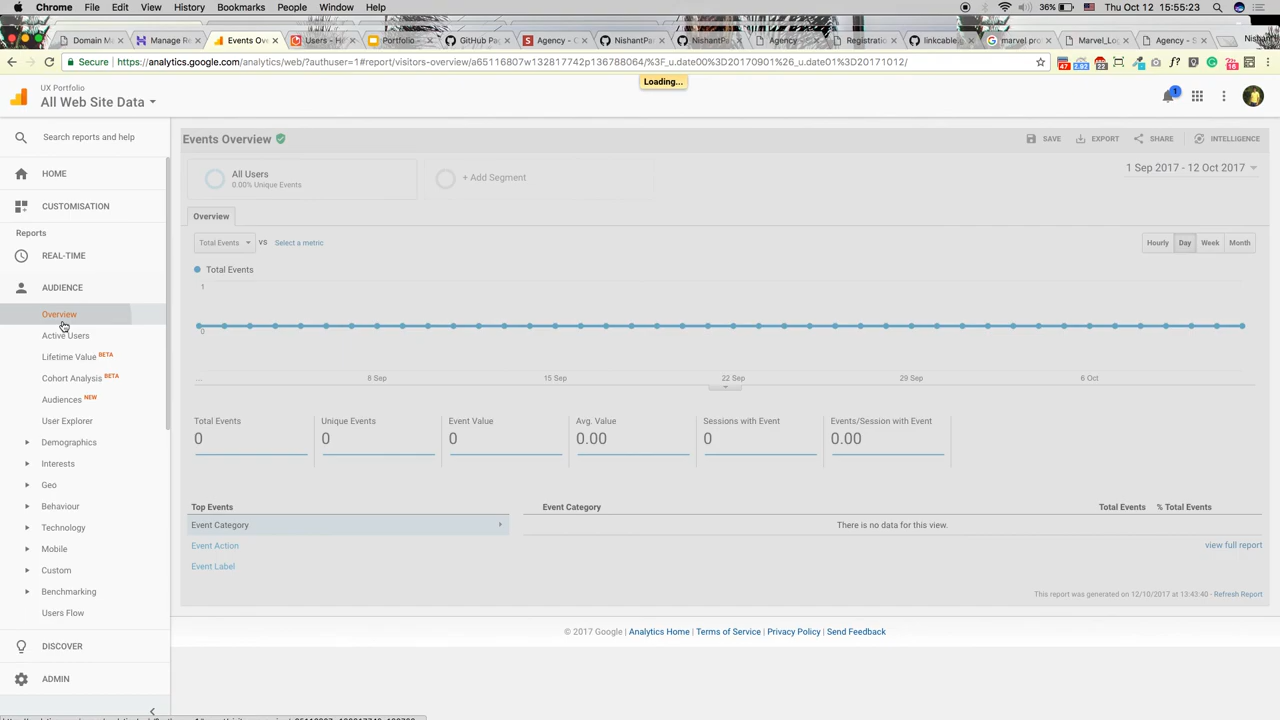 Chrome File Edit View History Bookmarks People Window Help 36% Thu Oct 12 15:55:23 Nishant
Domain M Manage Re Events Ov Users - Portfolio - GitHub Pag Agency - NishantPar NishantPa Agency - Registratio linkcable. marvel pro Marvel_Lo Agency - S Nishan
Secure https://analytics.google.com/analytics/web/?authuser=1#report/visitors-overview/a65116807w132817742p136788064/%3F_u.date00%3D20170901%26_u.date01%3D20171012/ 47 2.92 22 16
Loading...
UX Portfolio
All Web Site Data
1
Search reports and help
Events Overview SAVE EXPORT SHARE INTELLIGENCE
HOME
All Users
0.00% Unique Events
+ Add Segment
1 Sep 2017 - 12 Oct 2017
CUSTOMISATION
Overview
Reports
Total Events VS Select a metric Hourly Day Week Month
REAL-TIME
Total Events
AUDIENCE
1
Overview
0
Active Users
Lifetime Value BETA
Cohort Analysis BETA
... 8 Sep 15 Sep 22 Sep 29 Sep 6 Oct
Audiences NEW
User Explorer
Total Events Unique Events Event Value Avg. Value Sessions with Event Events/Session with Event
0 0 0 0.00 0 0.00
Demographics
Interests
Geo
Behaviour
Top Events Event Category Total Events % Total Events
Technology
Event Category There is no data for this view.
Mobile
Event Action view full report
Custom
Event Label
Benchmarking
This report was generated on 12/10/2017 at 13:43:40 - Refresh Report
Users Flow
© 2017 Google | Analytics Home | Terms of Service | Privacy Policy | Send Feedback
DISCOVER
ADMIN